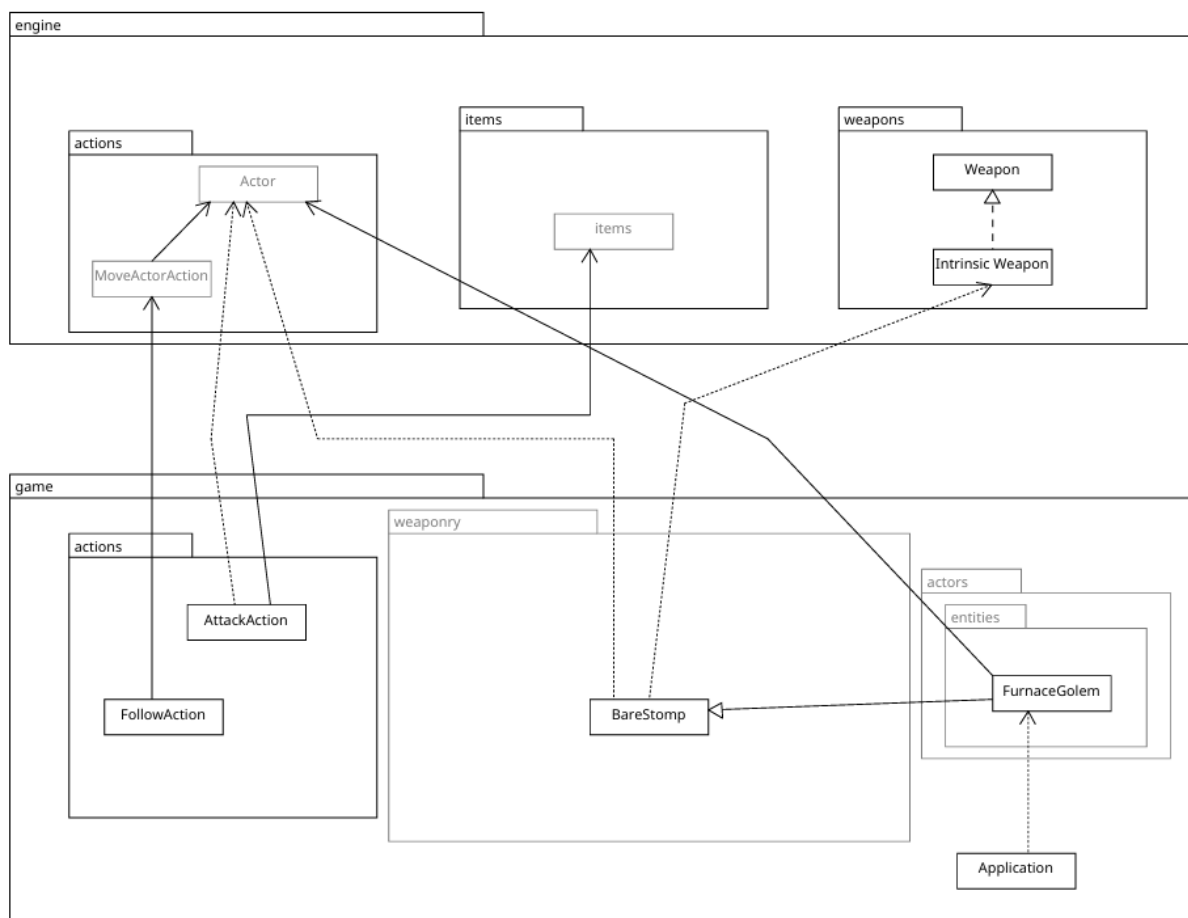 engine
actions
Actor
MoveActorAction
items
items
weapons
Weapon
Intrinsic Weapon
game
actions
AttackAction
FollowAction
weaponry
BareStomp
actors
entities
FurnaceGolem
Application